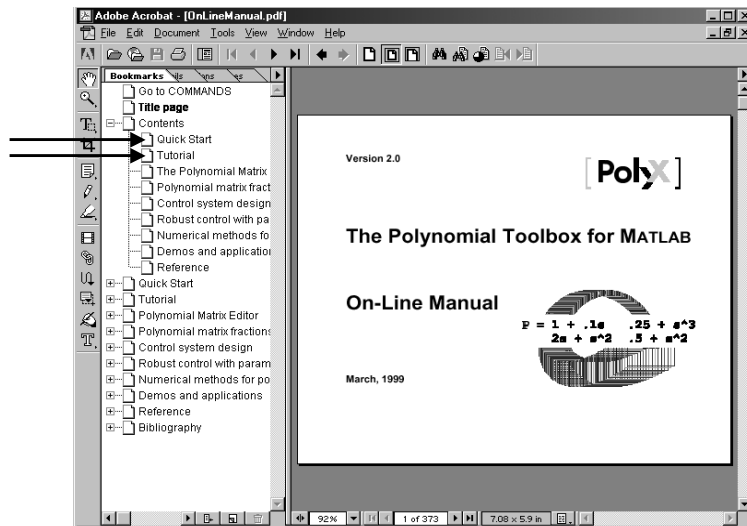 Adobe Acrobat - [OnLineManual.pdf]
File Edit Document Tools View Window Help
Bookmarks
Go to COMMANDS
Title page
Contents
Quick Start
Tutorial
The Polynomial Matrix
Polynomial matrix fract
Control system design
Robust control with pa
Numerical methods fo
Demos and application
Reference
Quick Start
Tutorial
Polynomial Matrix Editor
Polynomial matrix fractions
Control system design
Robust control with param
Numerical methods for po
Demos and applications
Reference
Bibliography
Version 2.0
[PolyX]
The Polynomial Toolbox for MATLAB
On-Line Manual
P = 1 + .1s .25 + s^3
2s + s^2 .5 + s^2
March, 1999
92% 1 of 373 7.08 x 5.9 in